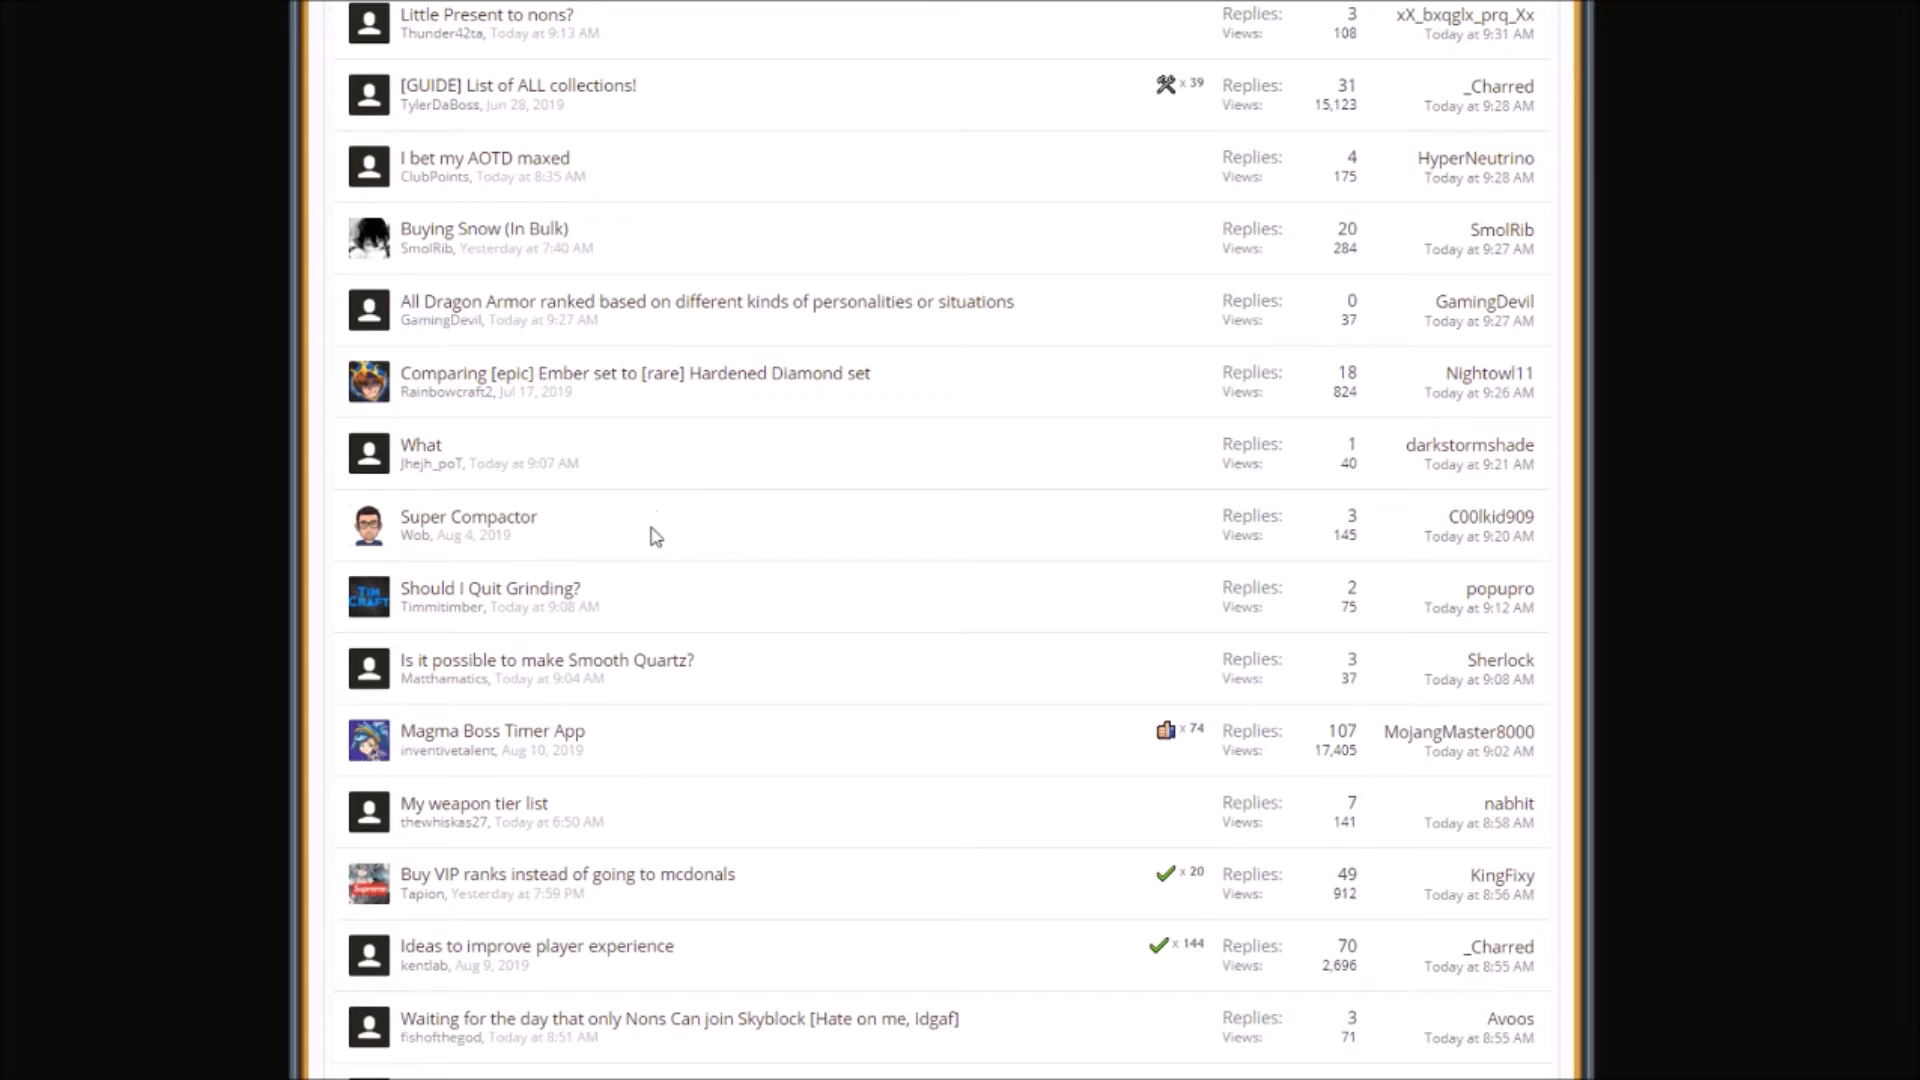 Little Present to nons?
Thunder42ta, Today at 9:13 AM
Replies: 3
Views: 108
xX_bxqglx_prq_Xx
Today at 9:31 AM
[GUIDE] List of ALL collections!
TylerDaBoss, Jun 28, 2019
x 39
Replies: 31
Views: 15,123
_Charred
Today at 9:28 AM
I bet my AOTD maxed
ClubPoints, Today at 8:35 AM
Replies: 4
Views: 175
HyperNeutrino
Today at 9:28 AM
Buying Snow (In Bulk)
SmolRib, Yesterday at 7:40 AM
Replies: 20
Views: 284
SmolRib
Today at 9:27 AM
All Dragon Armor ranked based on different kinds of personalities or situations
GamingDevil, Today at 9:27 AM
Replies: 0
Views: 37
GamingDevil
Today at 9:27 AM
Comparing [epic] Ember set to [rare] Hardened Diamond set
Rainbowcraft2, Jul 17, 2019
Replies: 18
Views: 824
Nightowl11
Today at 9:26 AM
What
Jhejh_poT, Today at 9:07 AM
Replies: 1
Views: 40
darkstormshade
Today at 9:21 AM
Super Compactor
Wob, Aug 4, 2019
Replies: 3
Views: 145
C00lkid909
Today at 9:20 AM
TIM
CRAFT
Should I Quit Grinding?
Timmitimber, Today at 9:08 AM
Replies: 2
Views: 75
popupro
Today at 9:12 AM
Is it possible to make Smooth Quartz?
Matthamatics, Today at 9:04 AM
Replies: 3
Views: 37
Sherlock
Today at 9:08 AM
Magma Boss Timer App
inventivetalent, Aug 10, 2019
x 74
Replies: 107
Views: 17,405
MojangMaster8000
Today at 9:02 AM
My weapon tier list
thewhiskas27, Today at 6:50 AM
Replies: 7
Views: 141
nabhit
Today at 8:58 AM
Supreme
Buy VIP ranks instead of going to mcdonals
Tapion, Yesterday at 7:59 PM
x 20
Replies: 49
Views: 912
KingFixy
Today at 8:56 AM
Ideas to improve player experience
kentlab, Aug 9, 2019
x 144
Replies: 70
Views: 2,696
_Charred
Today at 8:55 AM
Waiting for the day that only Nons Can join Skyblock [Hate on me, Idgaf]
fishofthegod, Today at 8:51 AM
Replies: 3
Views: 71
Avoos
Today at 8:55 AM